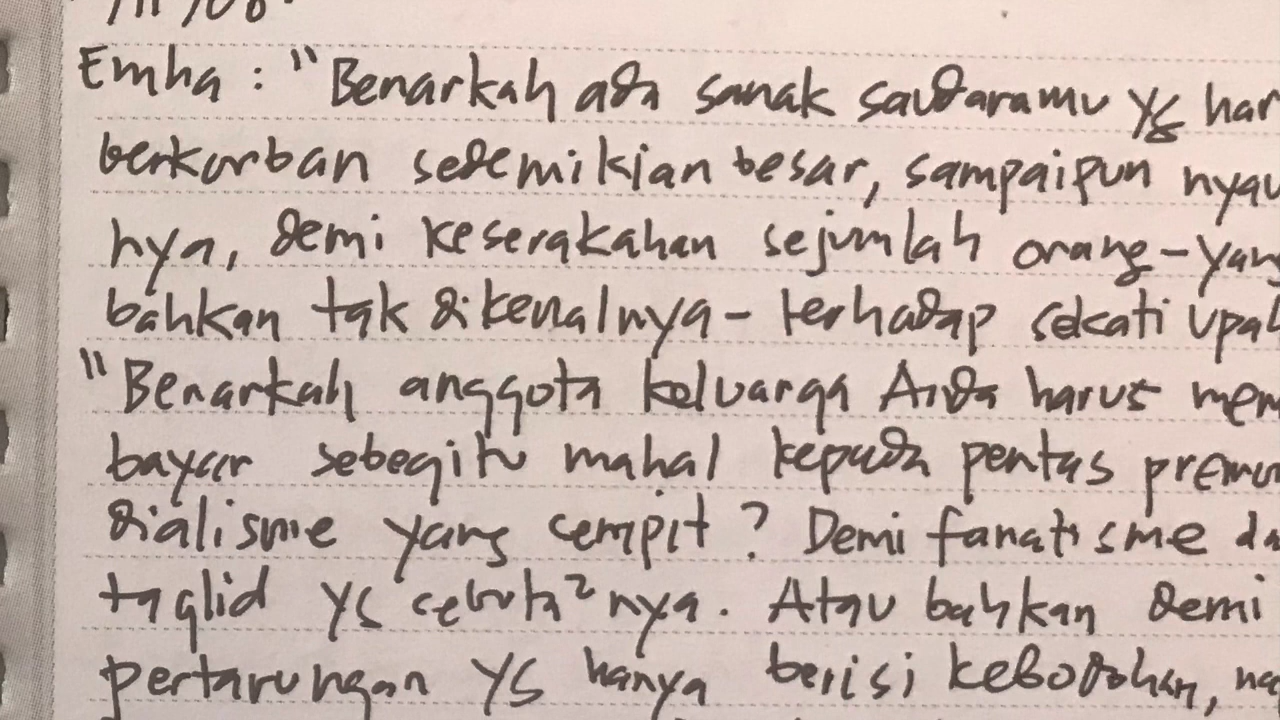 Emha : "Benarkah ada sanak saudaramu yg har
berkorban sedemikian besar, sampaipun nyaw
nya, demi keserakahan sejumlah orang-yang
bahkan tak dikenalnya - terhadap sekati upah
"Benarkah anggota keluarga Anda harus mem
bayar sebegitu mahal kepada pentas premor
dialisme yang sempit ? Demi fanatisme da
taqlid yg sebuta²nya. Atau bahkan demi
pertarungan yg hanya berisi kebodohan, na